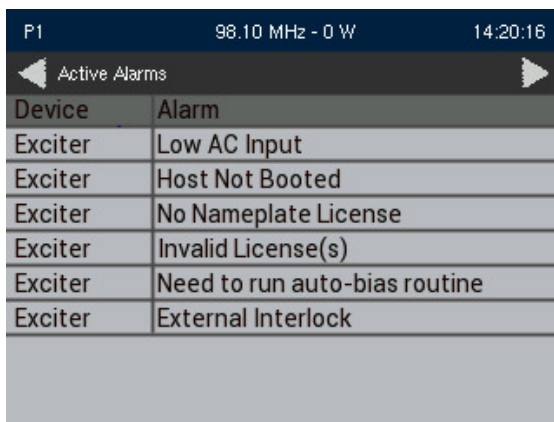 P1 98.10 MHz - 0 W 14:20:16
Active Alarms
Device Alarm
Exciter Low AC Input
Exciter Host Not Booted
Exciter No Nameplate License
Exciter Invalid License(s)
Exciter Need to run auto-bias routine
Exciter External Interlock